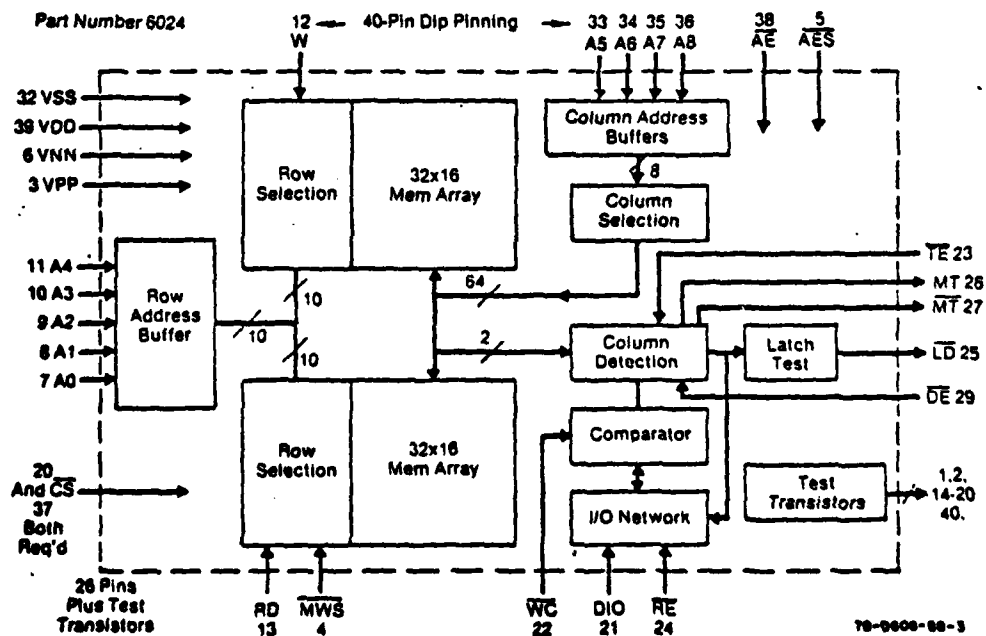 Part Number 6024
12
W
40-Pin Dip Pinning
33 34 35 36
A5 A6 A7 A8
38
AE
5
AES
32 VSS
39 VDD
6 VNN
3 VPP
Row
Selection
32x16
Mem Array
Column Address
Buffers
8
Column
Selection
11 A4
10 A3
9 A2
8 A1
7 A0
Row
Address
Buffer
10
10
10
64
2
TE 23
MT 26
MT 27
Column
Detection
Latch
Test
LD 25
DE 29
Row
Selection
32x16
Mem Array
Comparator
I/O Network
Test
Transistors
1,2,
14-20
40,
20
And CS
37
Both
Req'd
26 Pins
Plus Test
Transistors
RD
13
MWS
4
WC
22
DIO
21
RE
24